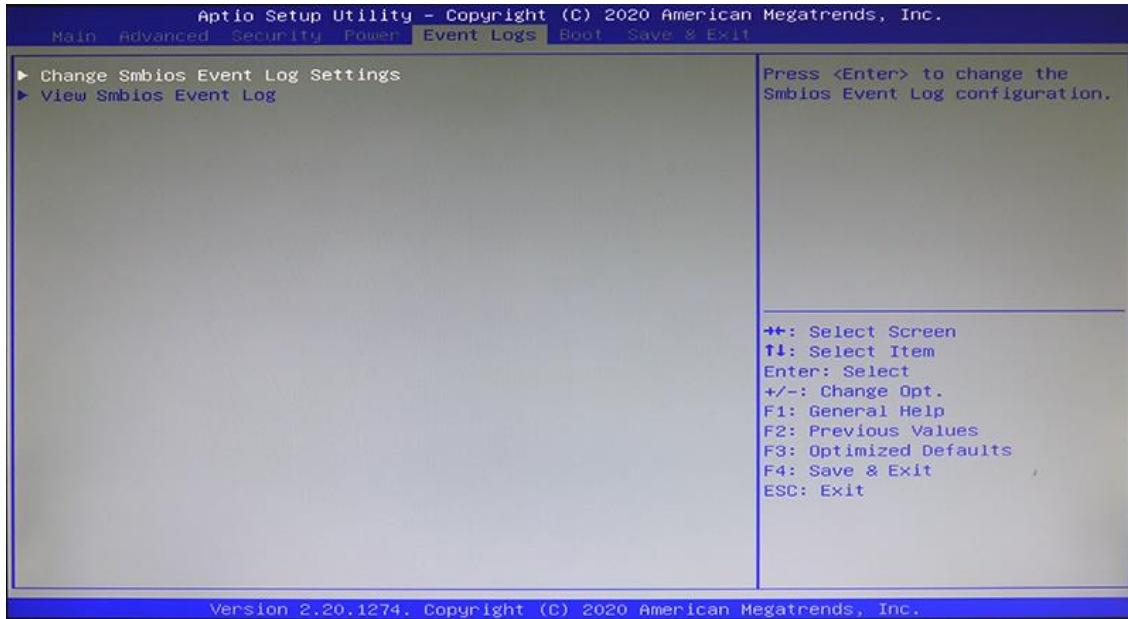 Aptio Setup Utility – Copyright (C) 2020 American Megatrends, Inc.
Main Advanced Security Power Event Logs Boot Save & Exit
► Change Smbios Event Log Settings
► View Smbios Event Log
Press <Enter> to change the
Smbios Event Log configuration.
→←: Select Screen
↑↓: Select Item
Enter: Select
+/-: Change Opt.
F1: General Help
F2: Previous Values
F3: Optimized Defaults
F4: Save & Exit
ESC: Exit
Version 2.20.1274. Copyright (C) 2020 American Megatrends, Inc.